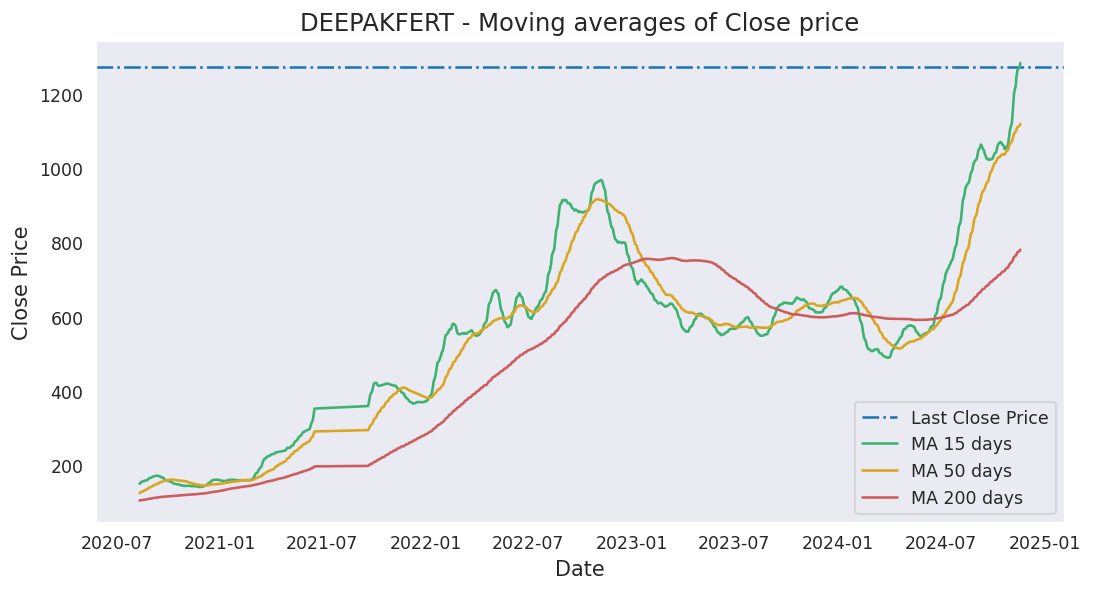 DEEPAKFERT - Moving averages of Close price
Close Price
1200
1000
800
600
400
200
2020-07
2021-01
2021-07
2022-01
2022-07
2023-01
2023-07
2024-01
2024-07
2025-01
Date
Last Close Price
MA 15 days
MA 50 days
MA 200 days